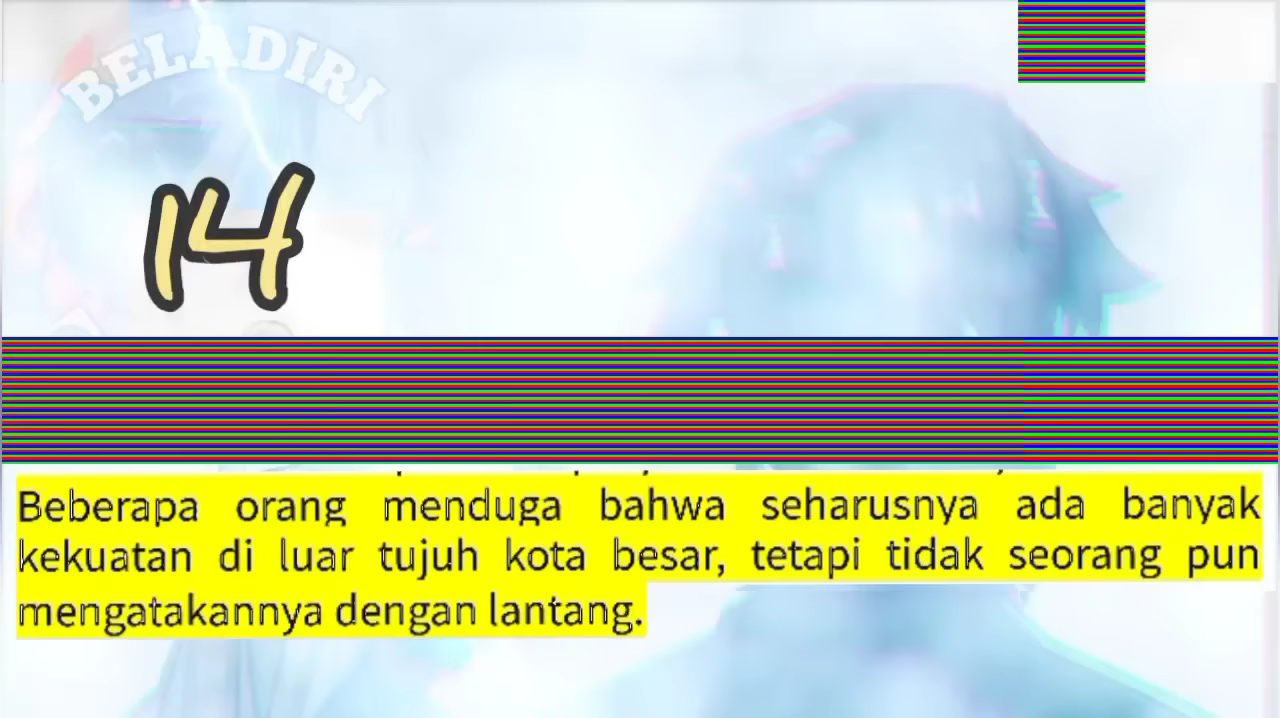 BELADIRI
14
Beberapa orang menduga bahwa seharusnya ada banyak
kekuatan di luar tujuh kota besar, tetapi tidak seorang pun
mengatakannya dengan lantang.